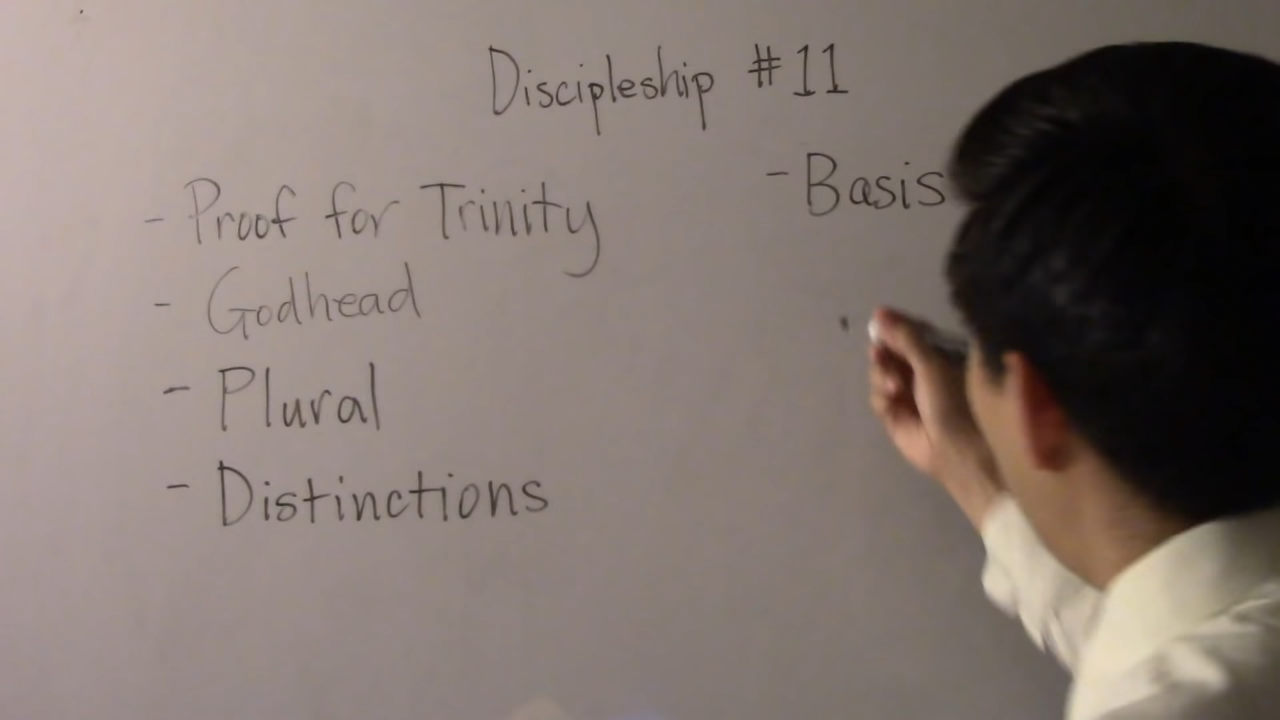 Discipleship #11
- Proof for Trinity
- Godhead
- Plural
- Distinctions
- Basis